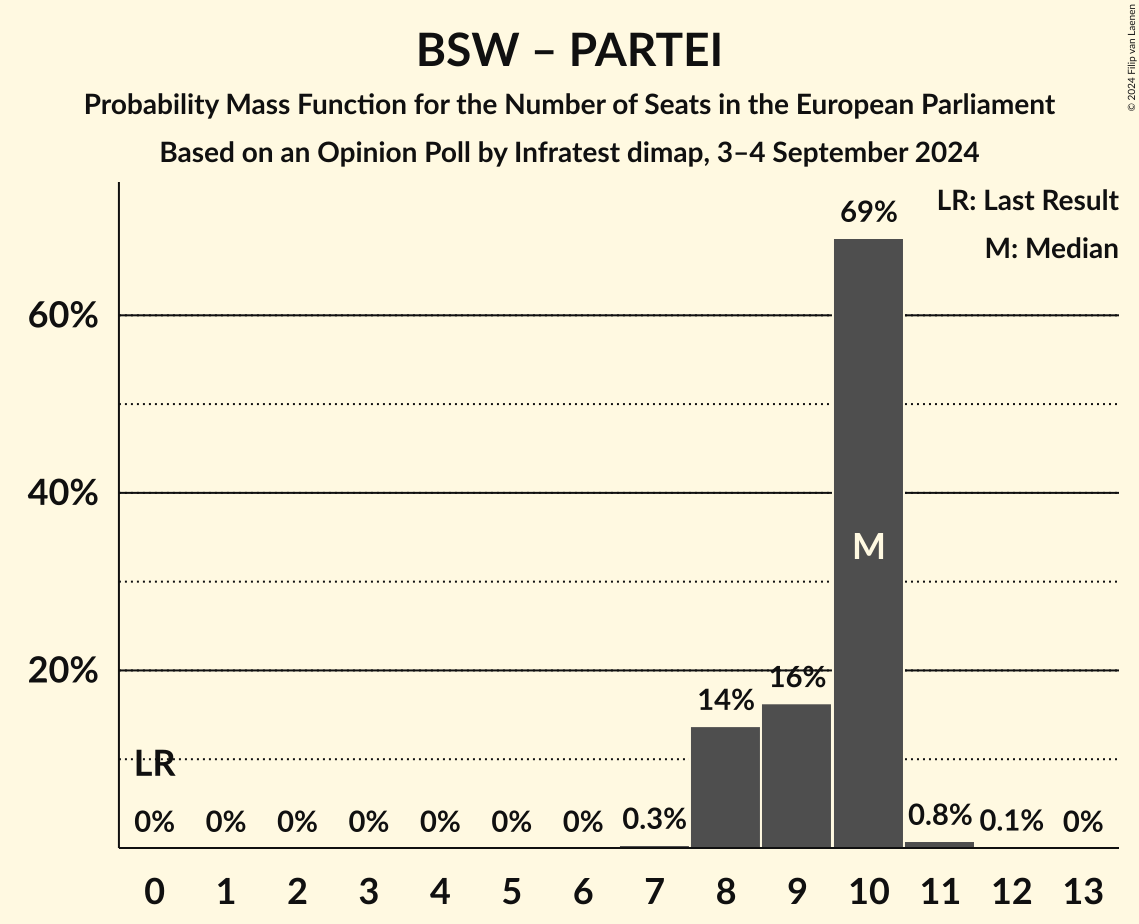 BSW – PARTEI
Probability Mass Function for the Number of Seats in the European Parliament
Based on an Opinion Poll by Infratest dimap, 3–4 September 2024
© 2024 Filip van Laenen
LR: Last Result
M: Median
60%
40%
20%
LR
M
0% 0% 0% 0% 0% 0% 0% 0.3% 14% 16% 69% 0.8% 0.1% 0%
0 1 2 3 4 5 6 7 8 9 10 11 12 13